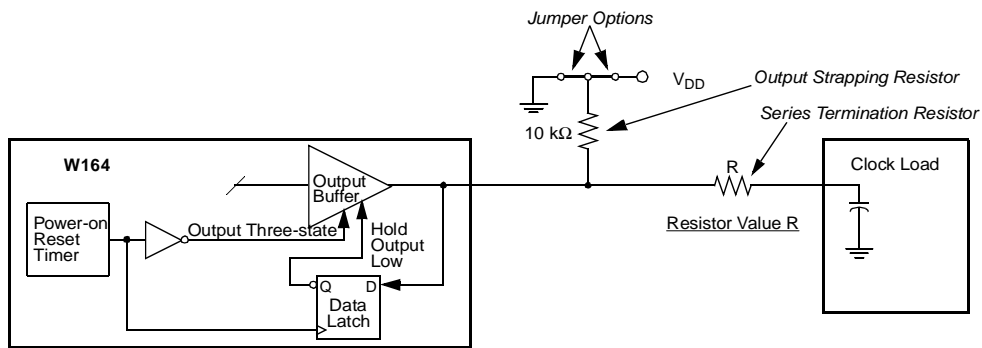 Jumper Options
V_DD
Output Strapping Resistor
10 kΩ
Series Termination Resistor
W164
Output
Buffer
R
Clock Load
Power-on
Reset
Timer
Output Three-state
Hold
Output
Low
Resistor Value R
Q
D
Data
Latch